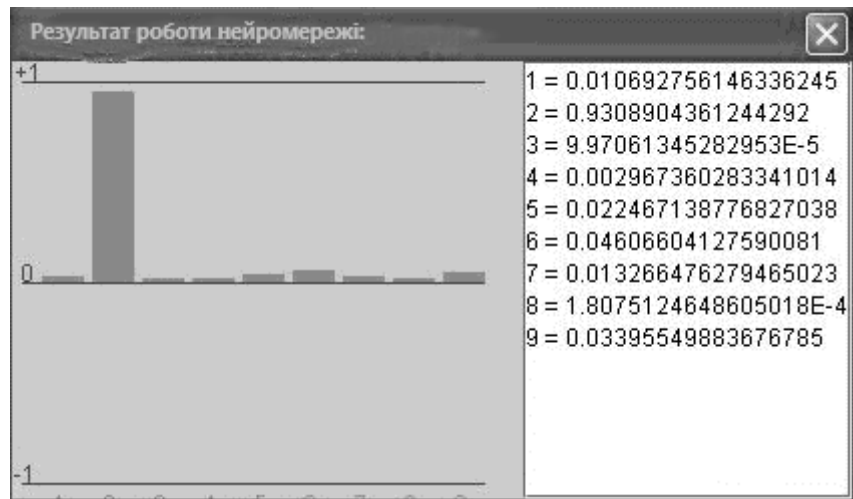 Результат роботи нейромережі:
+1
0
-1
1 = 0.010692756146336245
2 = 0.9308904361244292
3 = 9.97061345282953E-5
4 = 0.002967360283341014
5 = 0.022467138776827038
6 = 0.04606604127590081
7 = 0.013266476279465023
8 = 1.8075124648605018E-4
9 = 0.03395549883676785